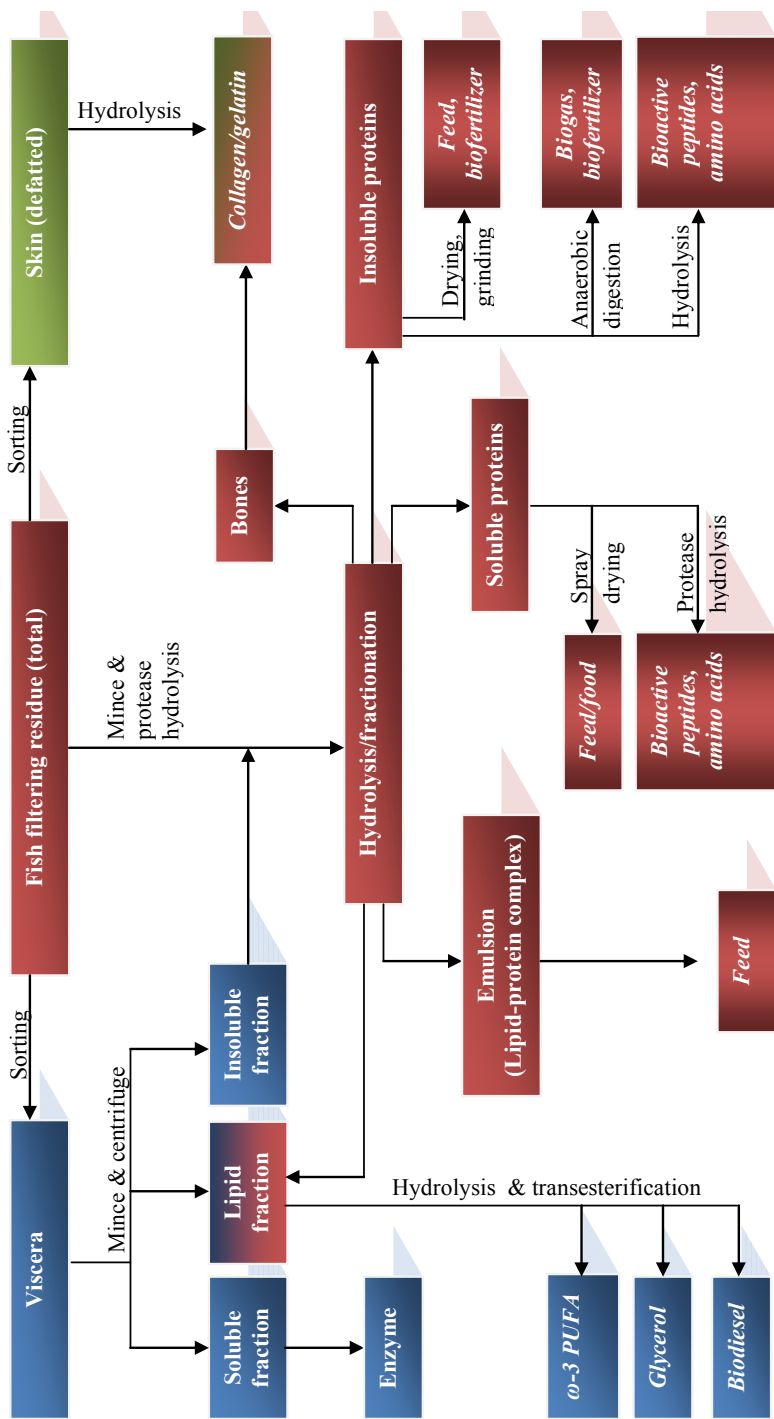 Fish filtering residue (total)
Sorting
Sorting
Viscera
Skin (defatted)
Mince & centrifuge
Mince &
protease
hydrolysis
Hydrolysis
Soluble
fraction
Lipid
fraction
Insoluble
fraction
Bones
Collagen/gelatin
Enzyme
Hydrolysis/fractionation
Insoluble proteins
Hydrolysis & transesterification
Emulsion
(Lipid-protein complex)
Soluble proteins
Drying,
grinding
Feed,
biofertilizer
ω-3 PUFA
Spray
drying
Feed/food
Anaerobic
digestion
Biogas,
biofertilizer
Glycerol
Protease
hydrolysis
Bioactive
peptides,
amino acids
Hydrolysis
Bioactive
peptides,
amino acids
Biodiesel
Feed